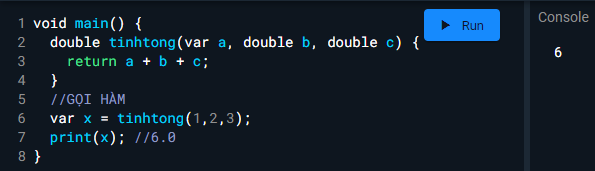 1 void main() {
2 double tinhtong(var a, double b, double c) {
3 return a + b + c;
4 }
5 //GỌI HÀM
6 var x = tinhtong(1,2,3);
7 print(x); //6.0
8 }
Run
Console
6